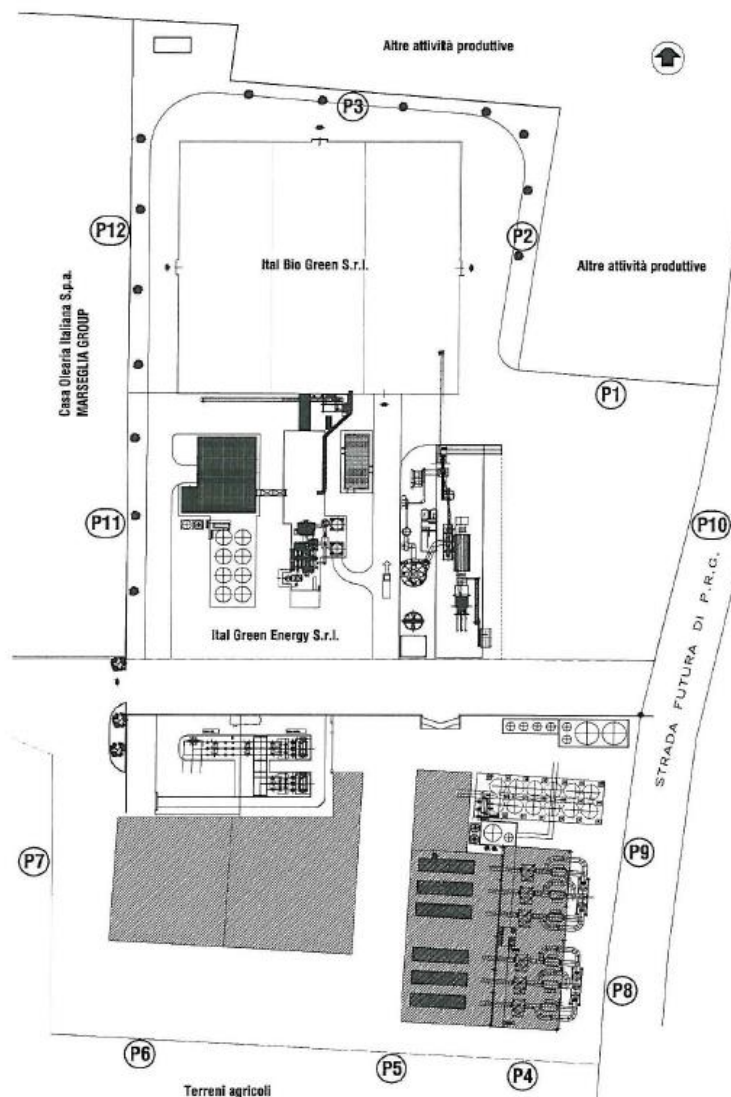 Altre attività produttive
P3
P12
P2
Ital Bio Green S.r.l.
Altre attività produttive
Casa Olearia Italiana S.p.a.
MARSEGLIA GROUP
P1
P11
P10
STRADA FUTURA DI P.R.G.
Ital Green Energy S.r.l.
P7
P9
P8
P6
P5
P4
Terreni agricoli